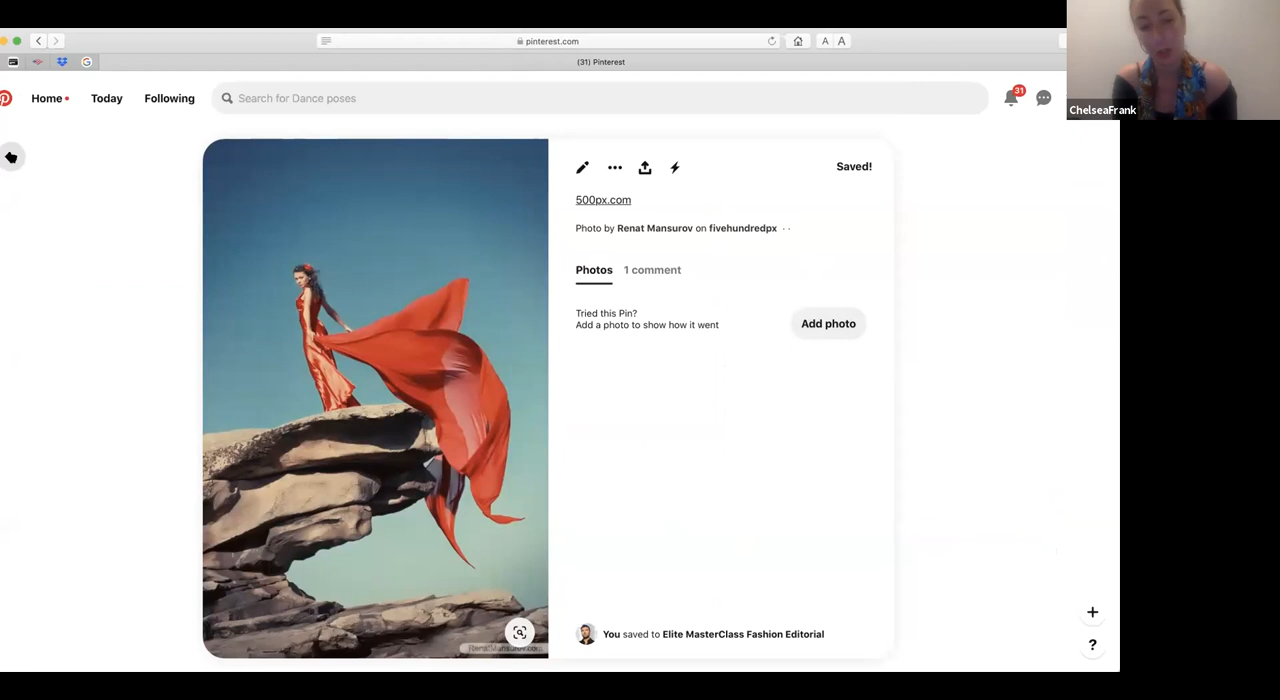 pinterest.com
A A
(31) Pinterest
Home
Today
Following
Search for Dance poses
31
ChelseaFrank
Saved!
500px.com
Photo by Renat Mansurov on fivehundredpx ··
Photos
1 comment
Tried this Pin?
Add a photo to show how it went
Add photo
You saved to Elite MasterClass Fashion Editorial
?